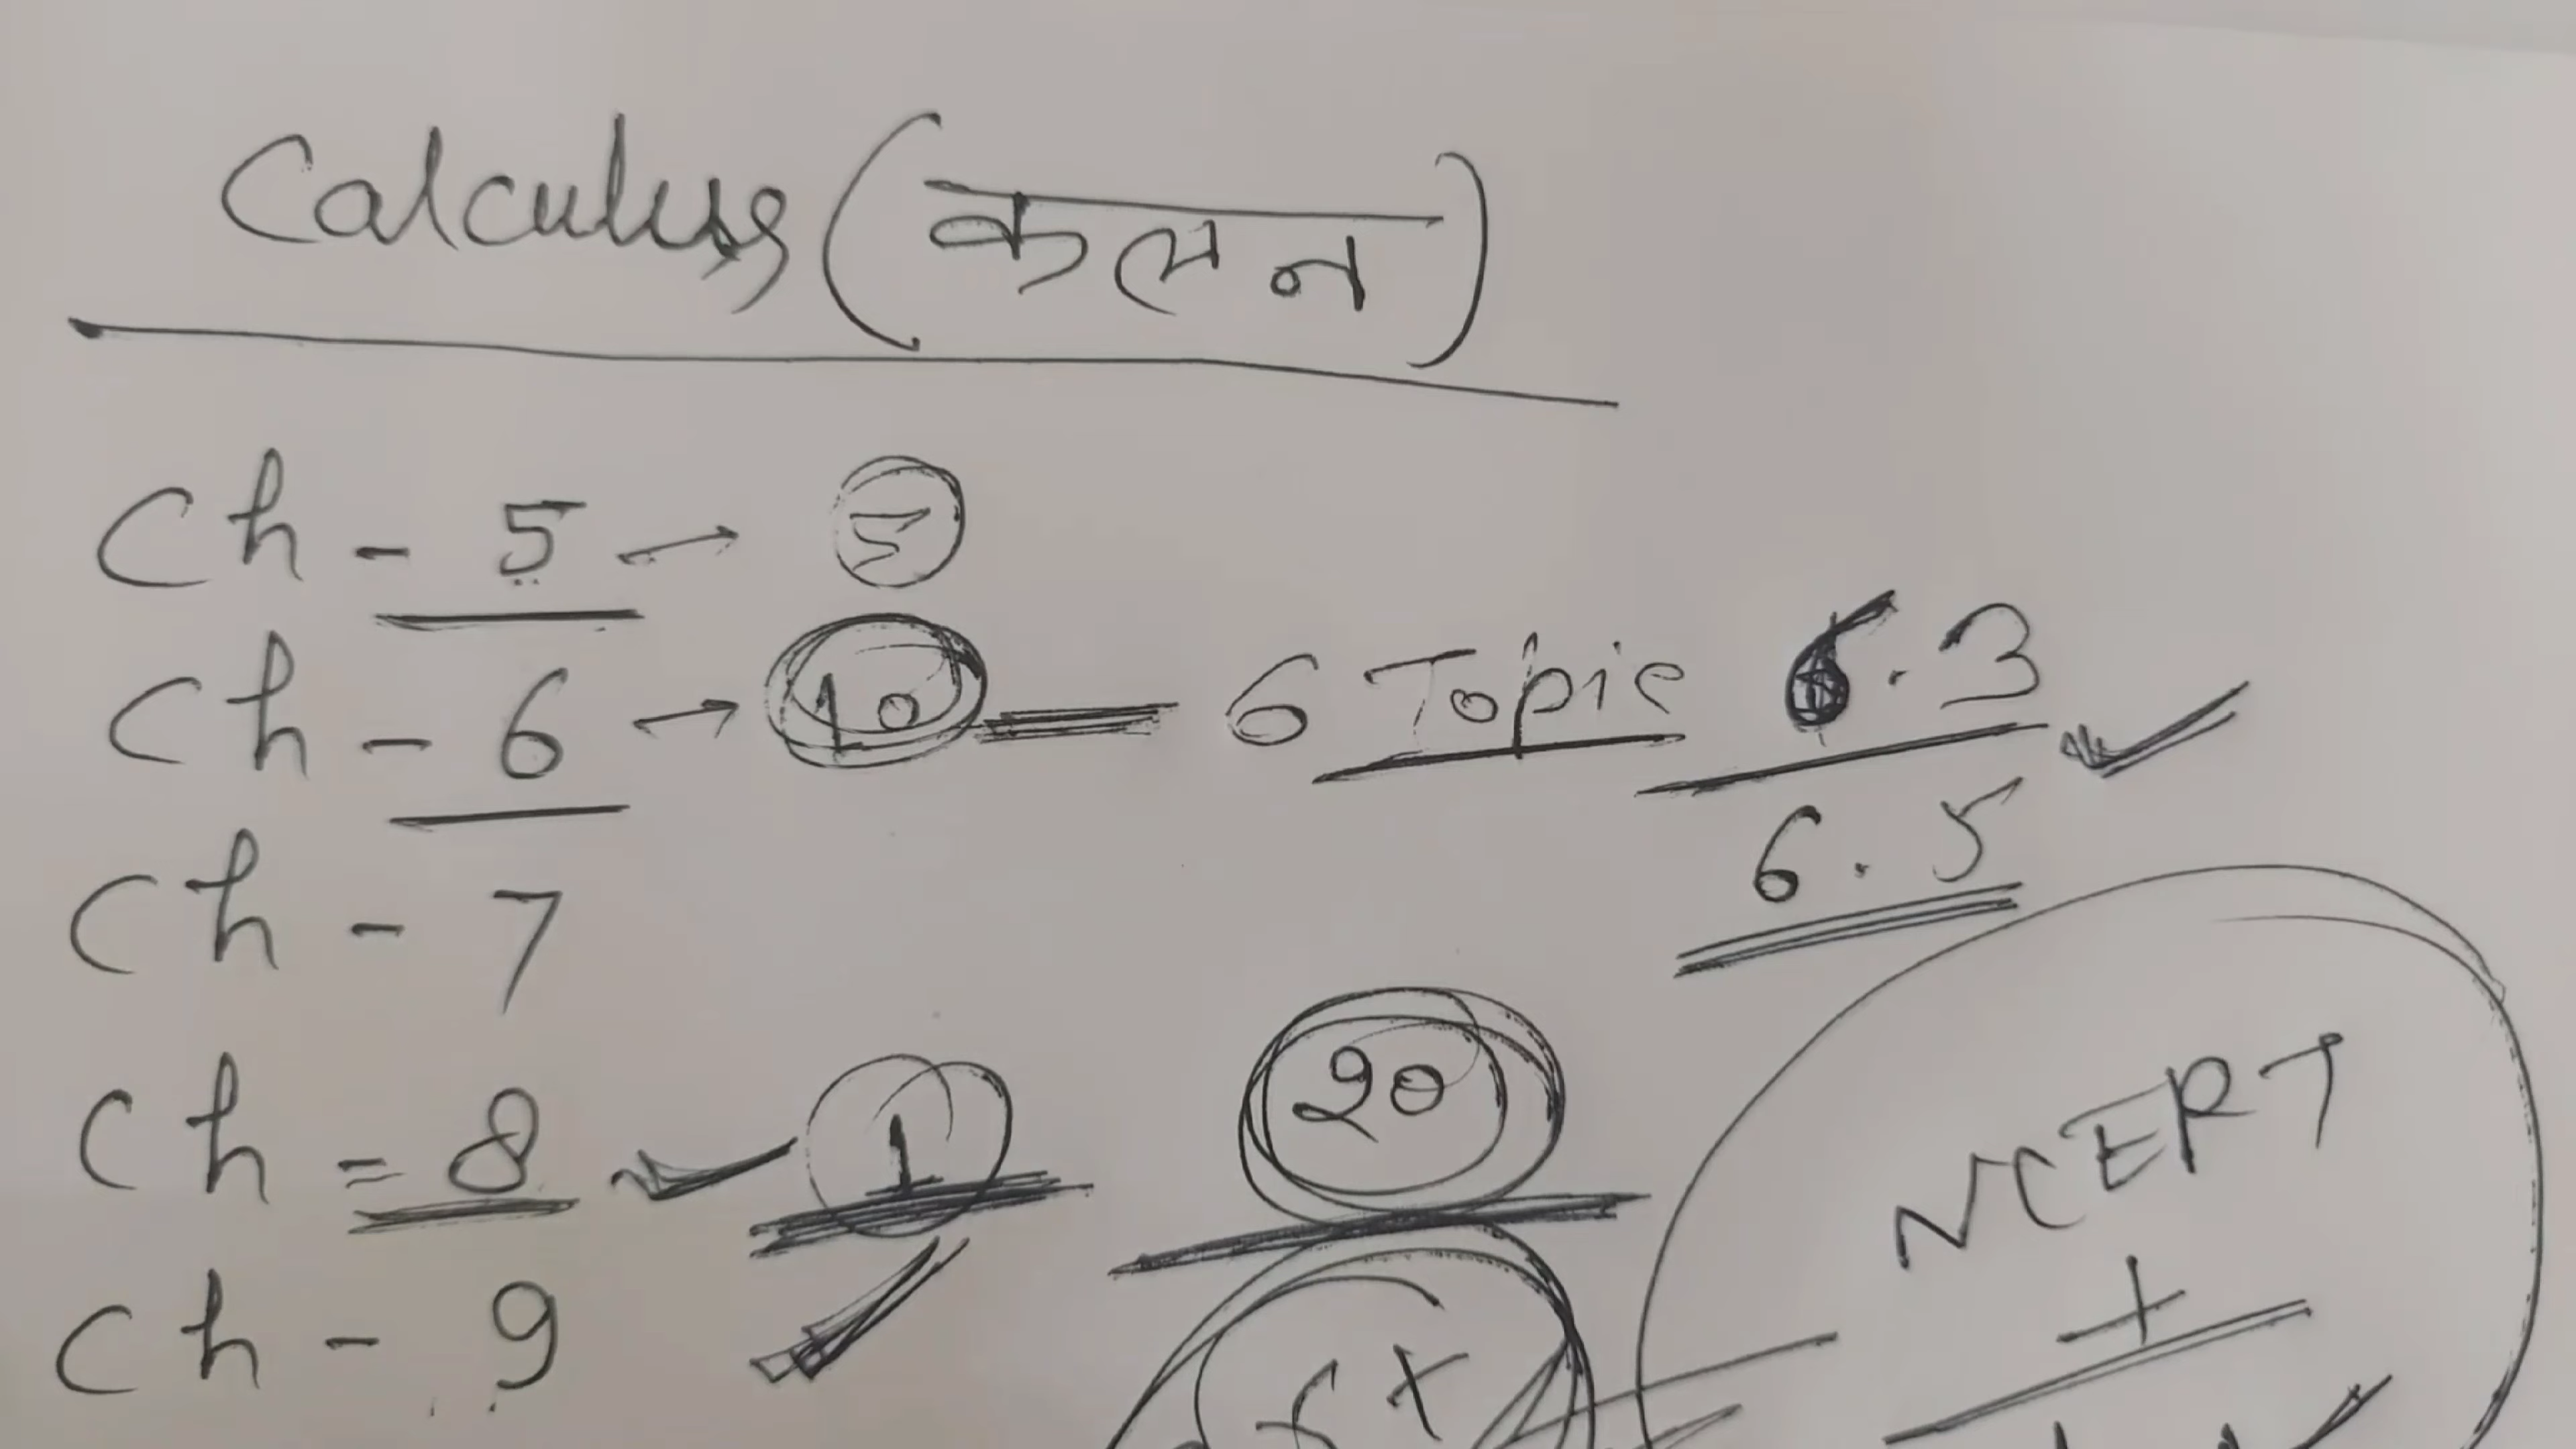 Calculus (कलन)
Ch - 5 → 5
Ch - 6 → 10 — 6 Topic 6.3
6.5
Ch - 7
Ch = 8 ✓ 1
20
Ch - 9
NCERT
+